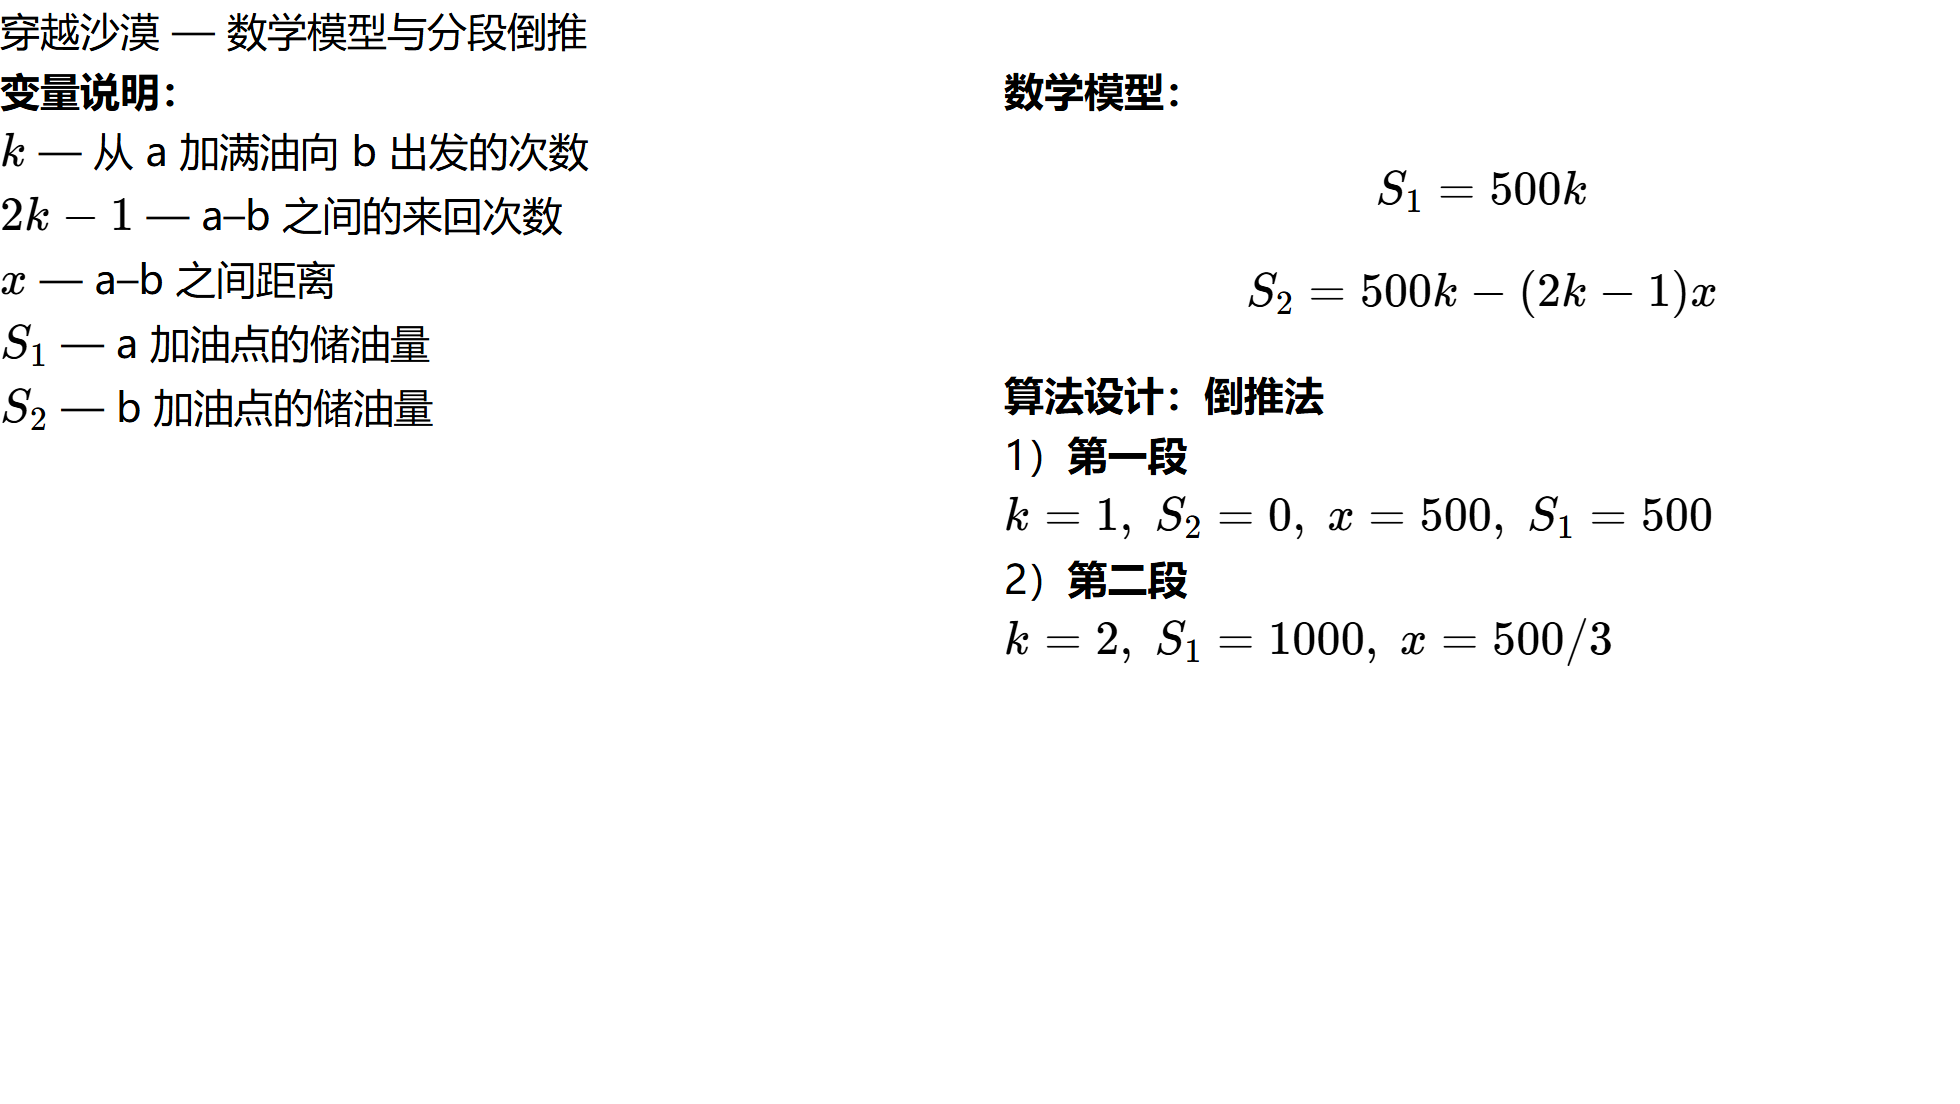 穿越沙漠 — 数学模型与分段倒推
变量说明：
k — 从 a 加满油向 b 出发的次数
2k − 1 — a–b 之间的来回次数
x — a–b 之间距离
S₁ — a 加油点的储油量
S₂ — b 加油点的储油量
数学模型：
S₁ = 500k
S₂ = 500k − (2k − 1)x
算法设计：倒推法
1）第一段
k = 1, S₂ = 0, x = 500, S₁ = 500
2）第二段
k = 2, S₁ = 1000, x = 500/3